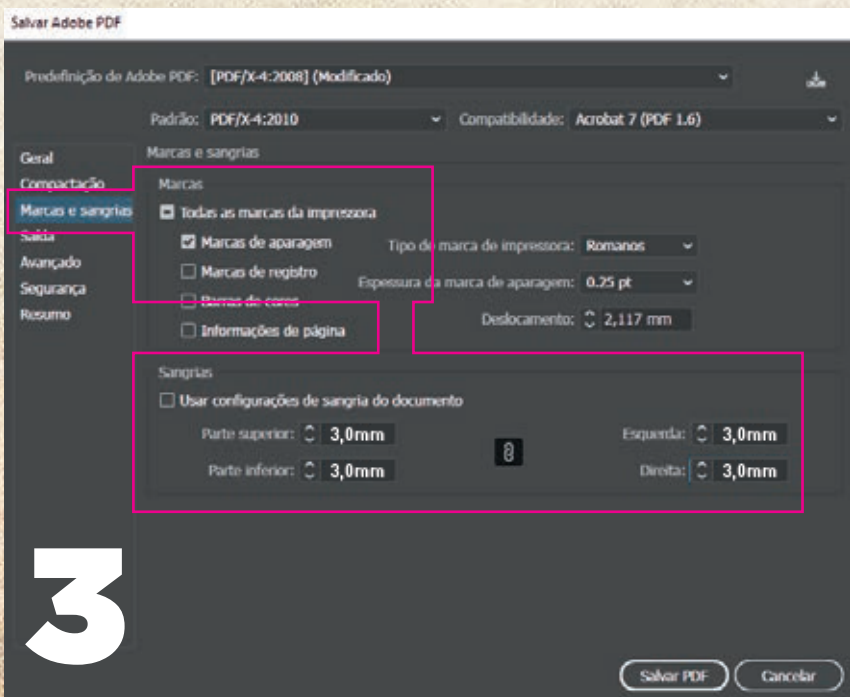 Salvar Adobe PDF
Predefinição de Adobe PDF: [PDF/X-4:2008] (Modificado)
Padrão: PDF/X-4:2010 Compatibilidade: Acrobat 7 (PDF 1.6)
Geral
Compactação
Marcas e sangrias
Saída
Avançado
Segurança
Resumo
Marcas e sangrias
Marcas
Todas as marcas da impressora
Marcas de aparagem
Marcas de registro
Barras de cores
Informações de página
Tipo de marca de impressora: Romanos
Espessura da marca de aparagem: 0.25 pt
Deslocamento: 2,117 mm
Sangrias
Usar configurações de sangria do documento
Parte superior: 3,0mm Esquerda: 3,0mm
Parte inferior: 3,0mm Direita: 3,0mm
3
Salvar PDF Cancelar